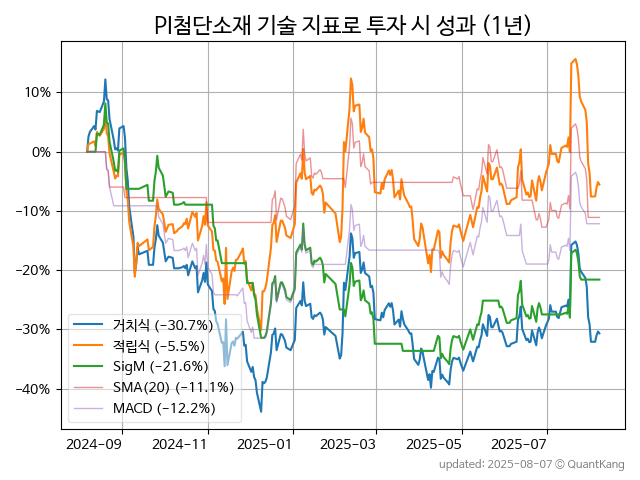 PI첨단소재 기술 지표로 투자 시 성과 (1년)
10%
0%
−10%
−20%
−30%
−40%
거치식 (−30.7%)
적립식 (−5.5%)
SigM (−21.6%)
SMA(20) (−11.1%)
MACD (−12.2%)
2024-09
2024-11
2025-01
2025-03
2025-05
2025-07
updated: 2025-08-07 © QuantKang